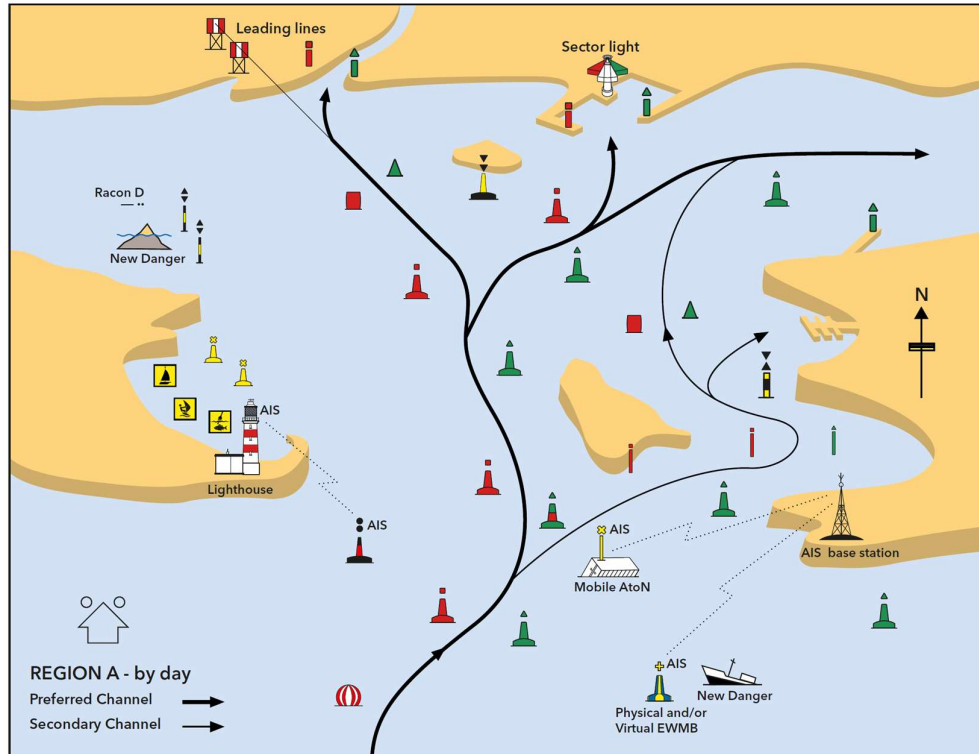 Leading lines
Sector light
Racon D
New Danger
N
AIS
Lighthouse
AIS
AIS
Mobile AtoN
AIS base station
REGION A - by day
Preferred Channel
Secondary Channel
AIS
New Danger
Physical and/or
Virtual EWMB